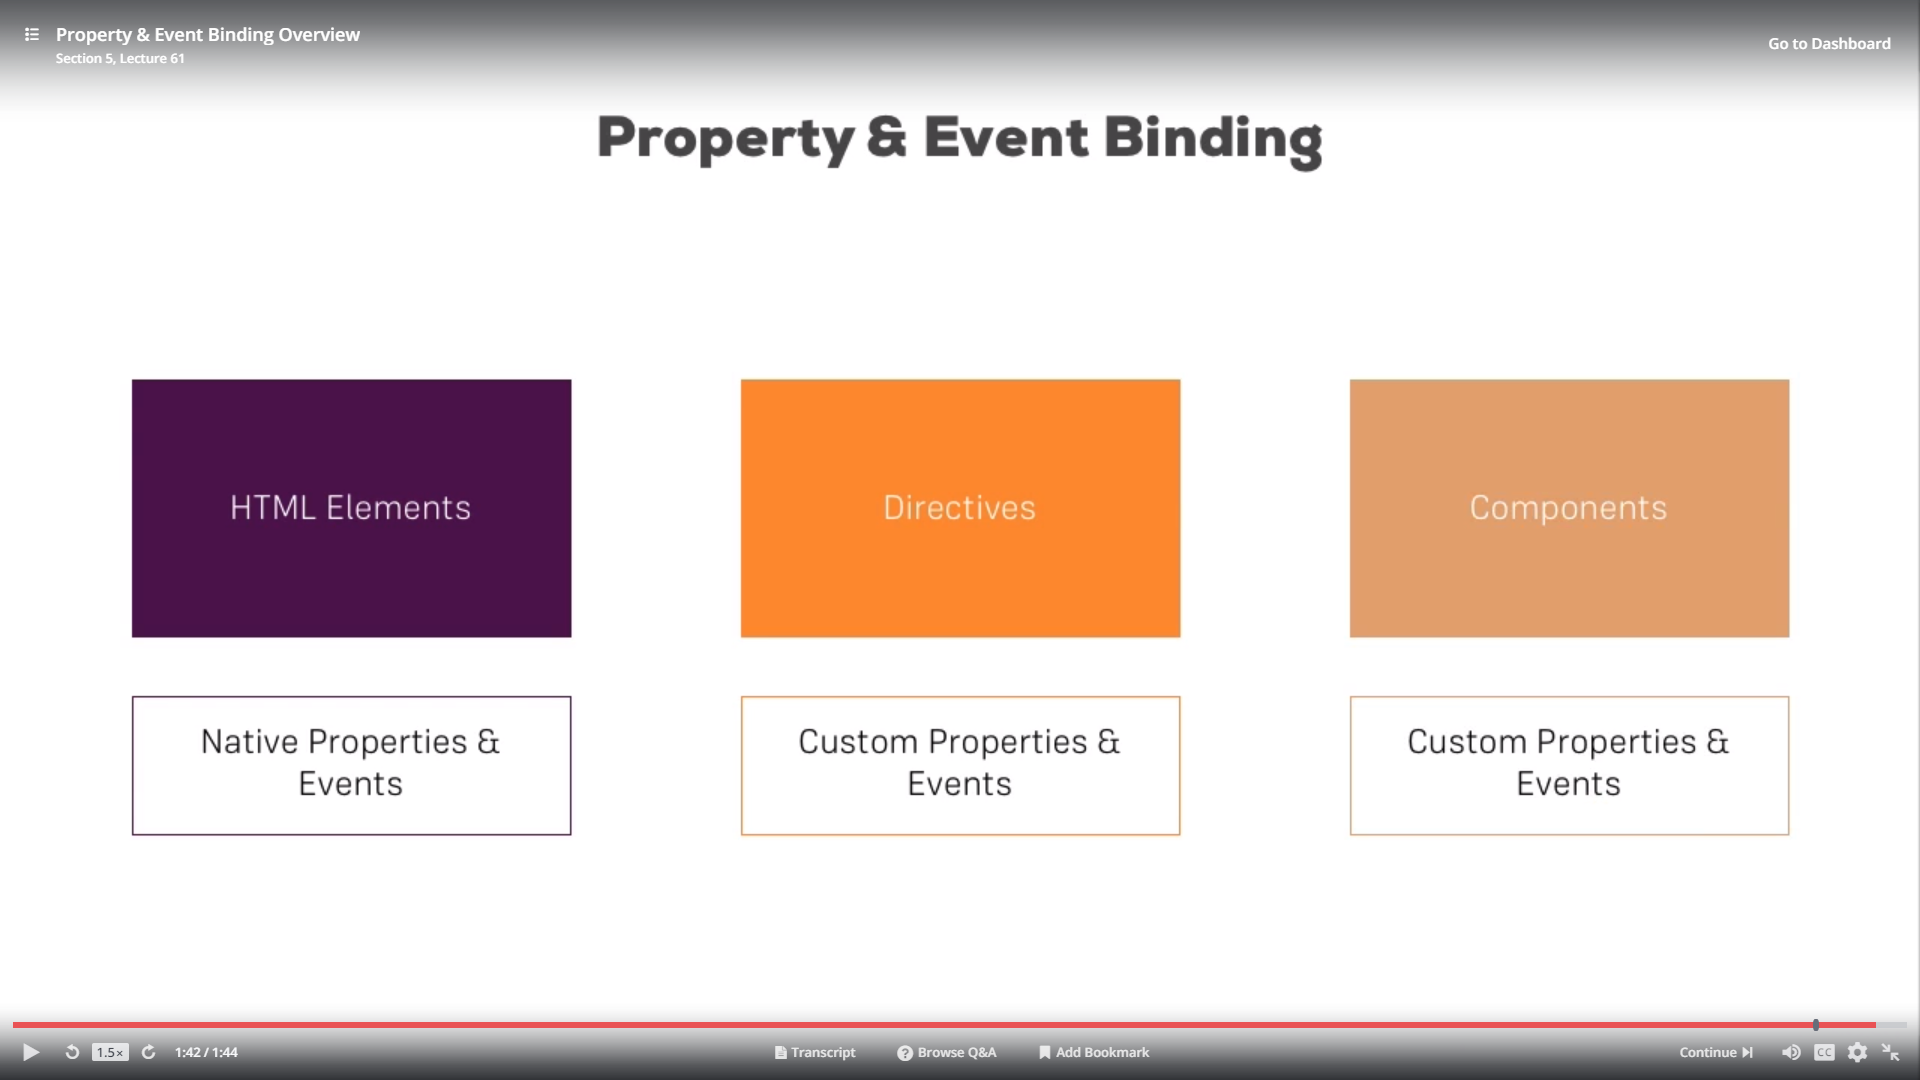 Property & Event Binding Overview
Section 5, Lecture 61
Go to Dashboard
Property & Event Binding
HTML Elements
Directives
Components
Native Properties &
Events
Custom Properties &
Events
Custom Properties &
Events
1.5×
1:42 / 1:44
Transcript
? Browse Q&A
Add Bookmark
Continue
CC